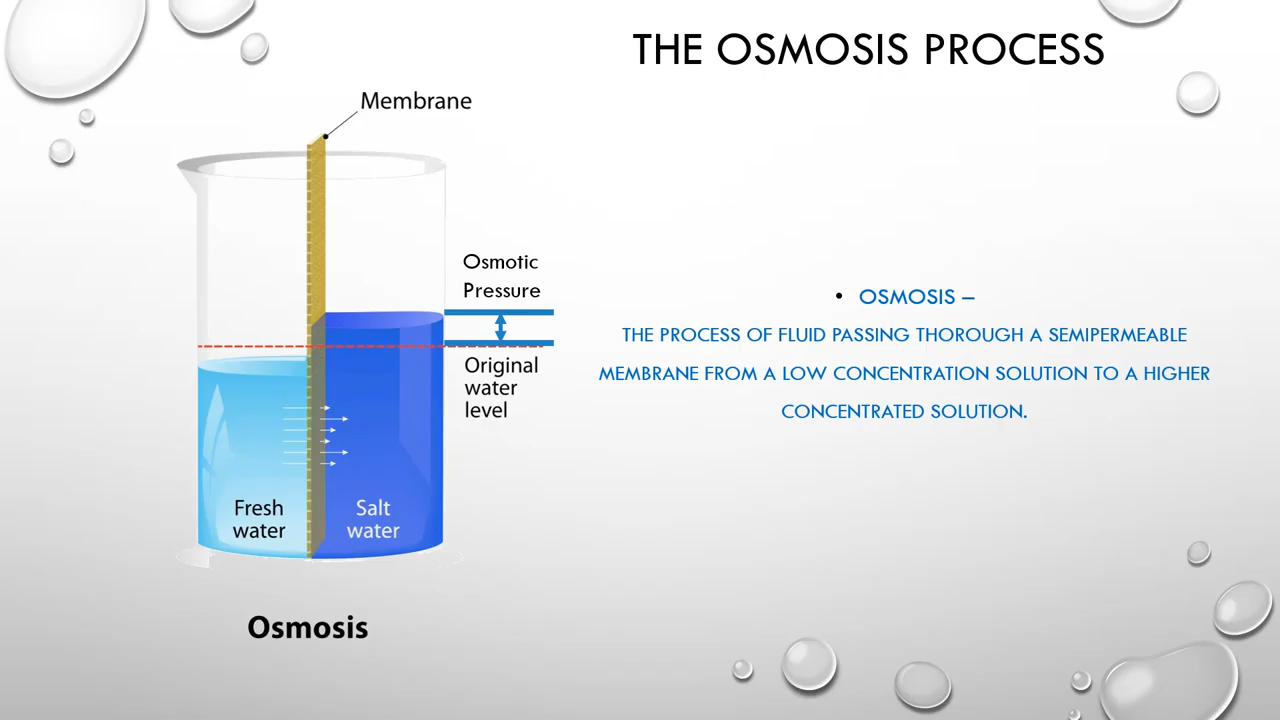 THE OSMOSIS PROCESS
Membrane
Osmotic
Pressure
Original
water
level
Fresh
water
Salt
water
Osmosis
• OSMOSIS –
THE PROCESS OF FLUID PASSING THOROUGH A SEMIPERMEABLE
MEMBRANE FROM A LOW CONCENTRATION SOLUTION TO A HIGHER
CONCENTRATED SOLUTION.